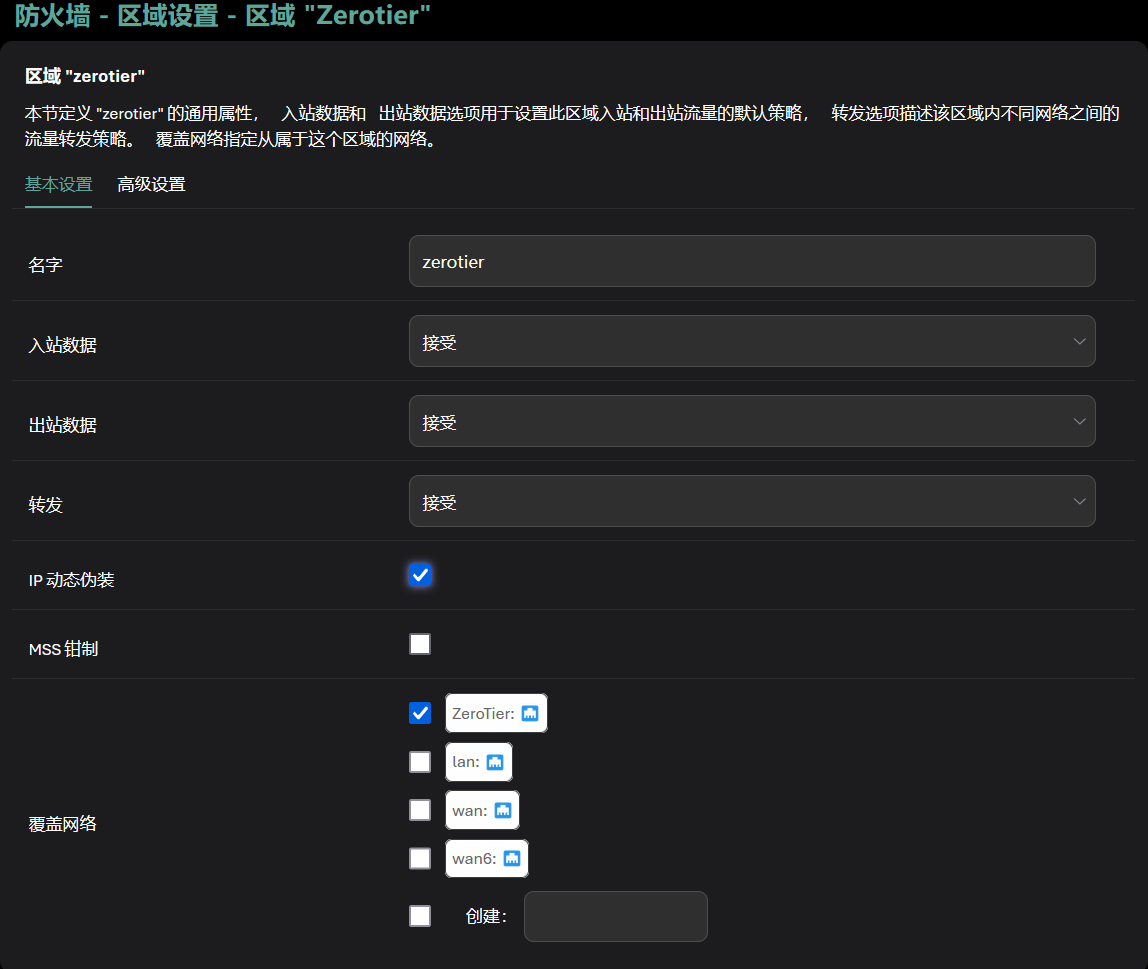 防火墙 - 区域设置 - 区域 "Zerotier"
区域 "zerotier"
本节定义 "zerotier" 的通用属性， 入站数据和 出站数据选项用于设置此区域入站和出站流量的默认策略， 转发选项描述该区域内不同网络之间的
流量转发策略。 覆盖网络指定从属于这个区域的网络。
基本设置 高级设置
名字 zerotier
入站数据 接受
出站数据 接受
转发 接受
IP 动态伪装
MSS 钳制
覆盖网络
ZeroTier:
lan:
wan:
wan6:
创建：